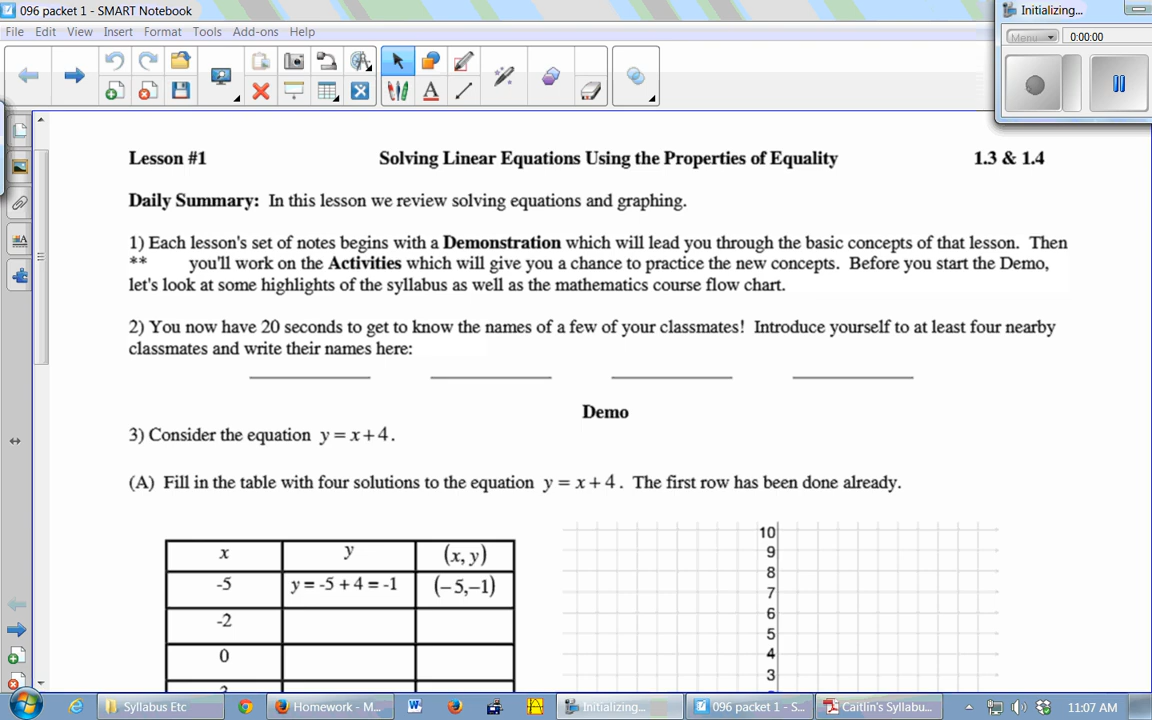 096 packet 1 - SMART Notebook
Initializing...
File Edit View Insert Format Tools Add-ons Help
Menu 0:00:00
Lesson #1 Solving Linear Equations Using the Properties of Equality 1.3 & 1.4
Daily Summary: In this lesson we review solving equations and graphing.
1) Each lesson's set of notes begins with a Demonstration which will lead you through the basic concepts of that lesson. Then
** you'll work on the Activities which will give you a chance to practice the new concepts. Before you start the Demo,
let's look at some highlights of the syllabus as well as the mathematics course flow chart.
2) You now have 20 seconds to get to know the names of a few of your classmates! Introduce yourself to at least four nearby
classmates and write their names here:
Demo
3) Consider the equation y = x + 4.
(A) Fill in the table with four solutions to the equation y = x + 4. The first row has been done already.
x y (x, y)
-5 y = -5 + 4 = -1 (-5,-1)
-2
0
10
9
8
7
6
5
4
3
Syllabus Etc Homework - M... Initializing... 096 packet 1 - S... Caitlin's Syllabu... 11:07 AM